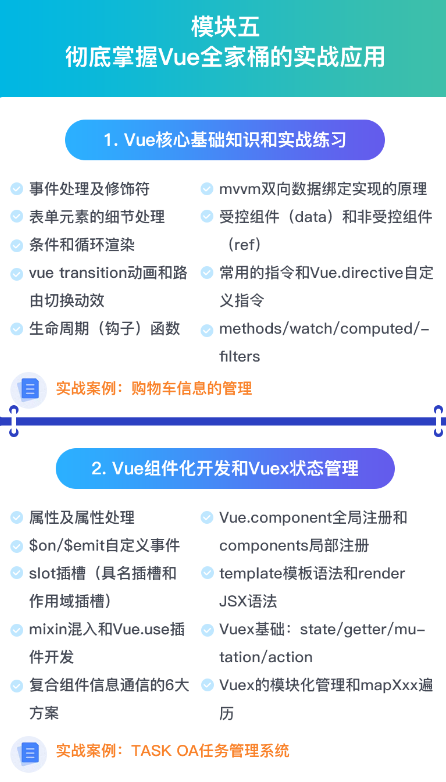 模块五
彻底掌握Vue全家桶的实战应用
1. Vue核心基础知识和实战练习
事件处理及修饰符
表单元素的细节处理
条件和循环渲染
vue transition动画和路
由切换动效
生命周期（钩子）函数
mvvm双向数据绑定实现的原理
受控组件（data）和非受控组件
（ref）
常用的指令和Vue.directive自定
义指令
methods/watch/computed/-
filters
实战案例：购物车信息的管理
2. Vue组件化开发和Vuex状态管理
属性及属性处理
$on/$emit自定义事件
slot插槽（具名插槽和
作用域插槽）
mixin混入和Vue.use插
件开发
复合组件信息通信的6大
方案
Vue.component全局注册和
components局部注册
template模板语法和render
JSX语法
Vuex基础：state/getter/mu-
tation/action
Vuex的模块化管理和mapXxx遍
历
实战案例：TASK OA任务管理系统